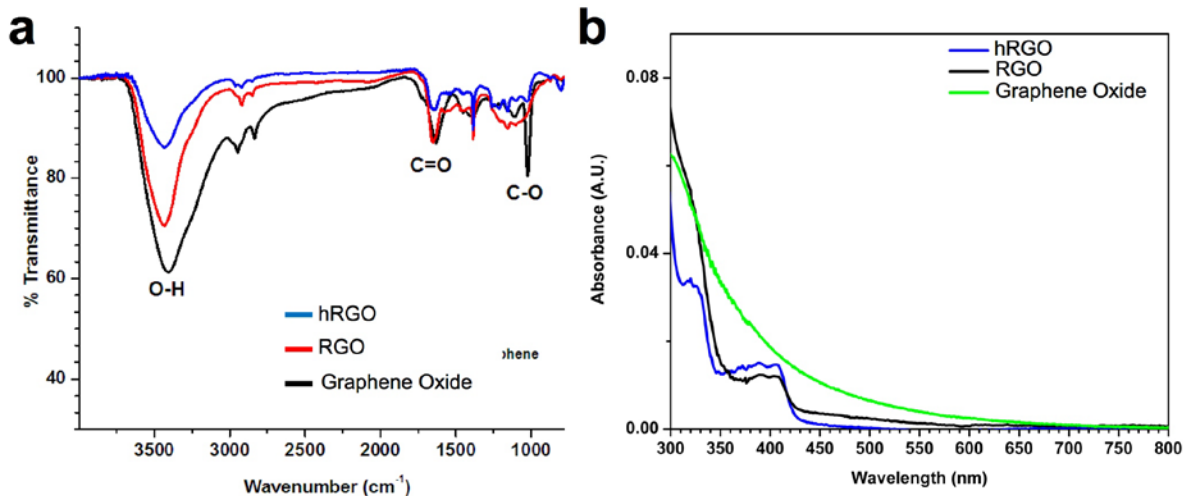 a
100
80
60
40
% Transmittance
O-H
C=O
C-O
hRGO
RGO
Graphene Oxide
ohene
3500 3000 2500 2000 1500 1000
Wavenumber (cm⁻¹)
b
hRGO
RGO
Graphene Oxide
0.08
0.04
0.00
Absorbance (A.U.)
300 350 400 450 500 550 600 650 700 750 800
Wavelength (nm)